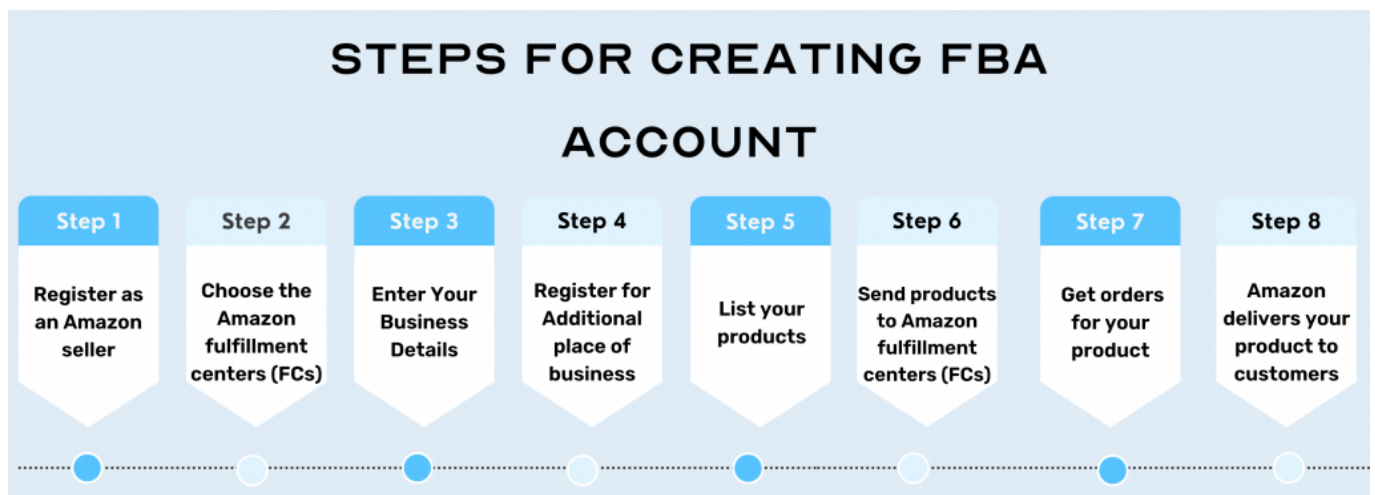 STEPS FOR CREATING FBA
ACCOUNT
Step 1
Register as
an Amazon
seller
Step 2
Choose the
Amazon
fulfillment
centers (FCs)
Step 3
Enter Your
Business
Details
Step 4
Register for
Additional
place of
business
Step 5
List your
products
Step 6
Send products
to Amazon
fulfillment
centers (FCs)
Step 7
Get orders
for your
product
Step 8
Amazon
delivers your
product to
customers